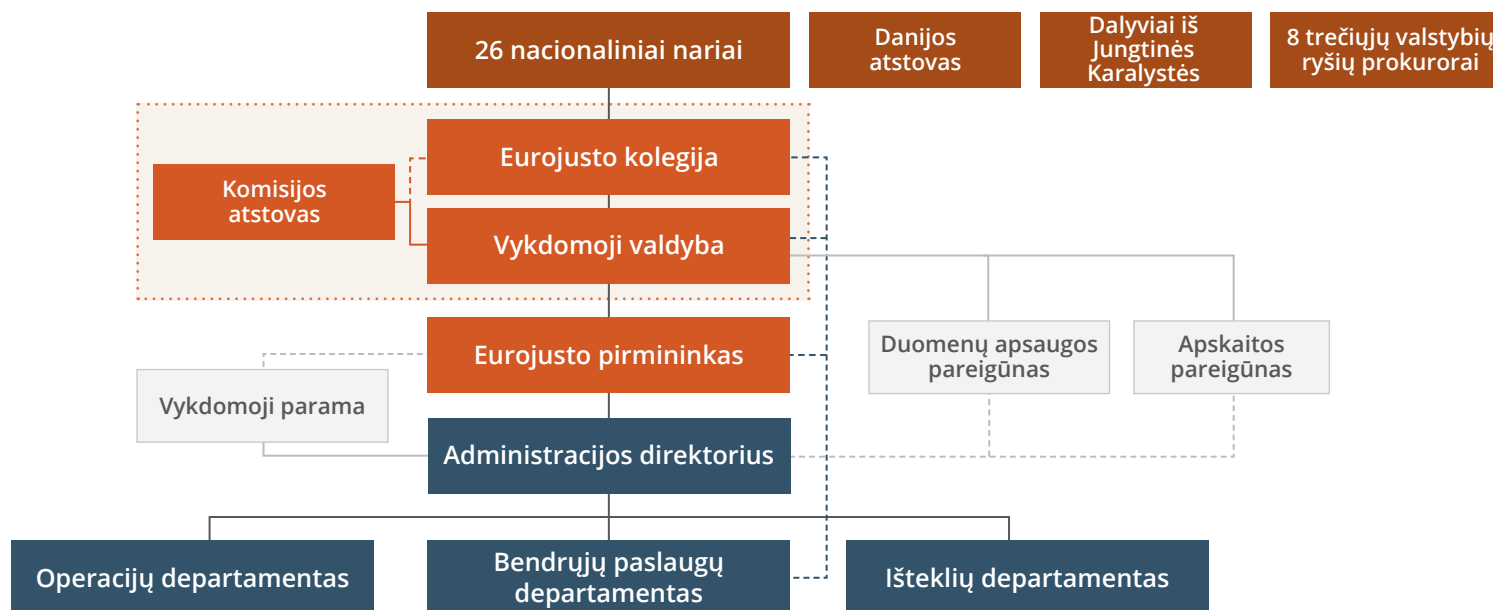 26 nacionaliniai nariai
Danijos
atstovas
Dalyviai iš
Jungtinės
Karalystės
8 trečiųjų valstybių
ryšių prokurorai
Eurojusto kolegija
Komisijos
atstovas
Vykdomoji valdyba
Eurojusto pirmininkas
Duomenų apsaugos
pareigūnas
Apskaitos
pareigūnas
Vykdomoji parama
Administracijos direktorius
Operacijų departamentas
Bendrųjų paslaugų
departamentas
Išteklių departamentas